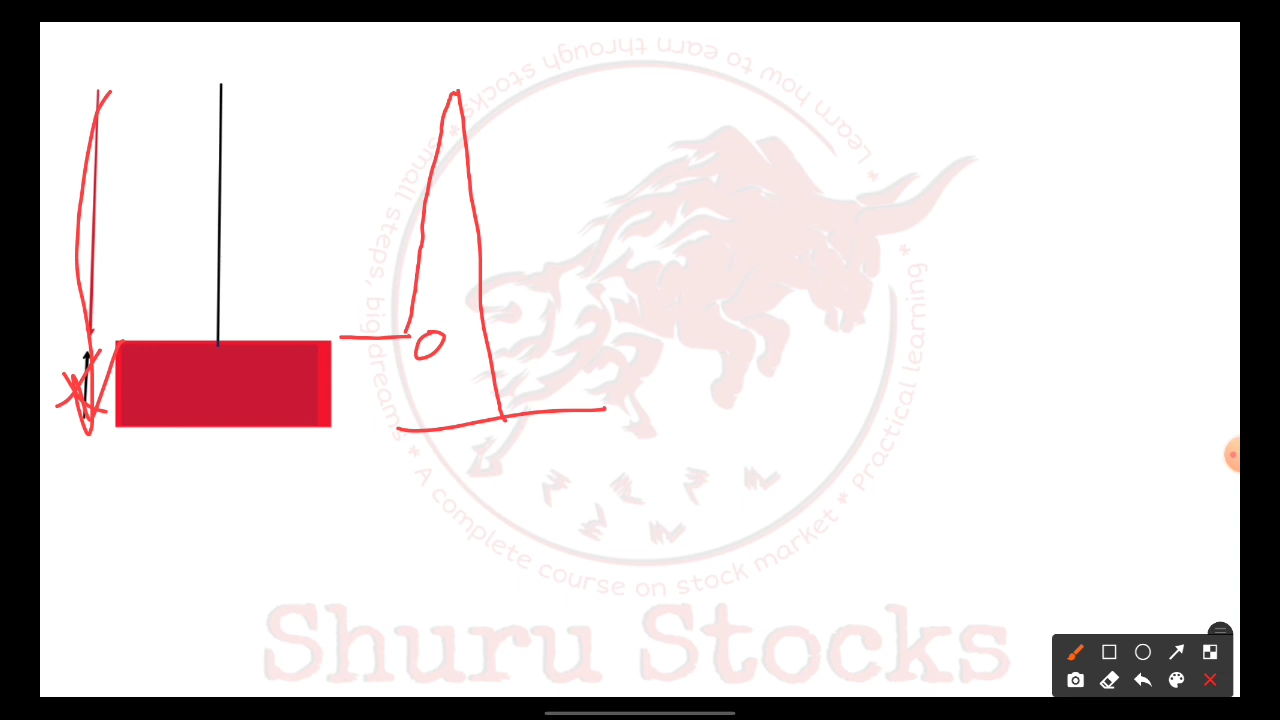 * Learn how to earn through stocks * small steps, big dreams * A complete course on stock market * Practical learning *
O
Shuru Stocks